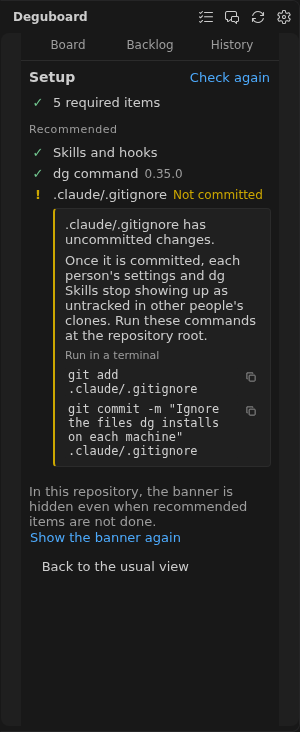 Deguboard
Board Backlog History
Setup Check again
✓ 5 required items
Recommended
✓ Skills and hooks
✓ dg command 0.35.0
! .claude/.gitignore Not committed
.claude/.gitignore has
uncommitted changes.
Once it is committed, each
person's settings and dg
Skills stop showing up as
untracked in other people's
clones. Run these commands
at the repository root.
Run in a terminal
git add
.claude/.gitignore
git commit -m "Ignore
the files dg installs
on each machine"
.claude/.gitignore
In this repository, the banner is
hidden even when recommended
items are not done.
Show the banner again
Back to the usual view